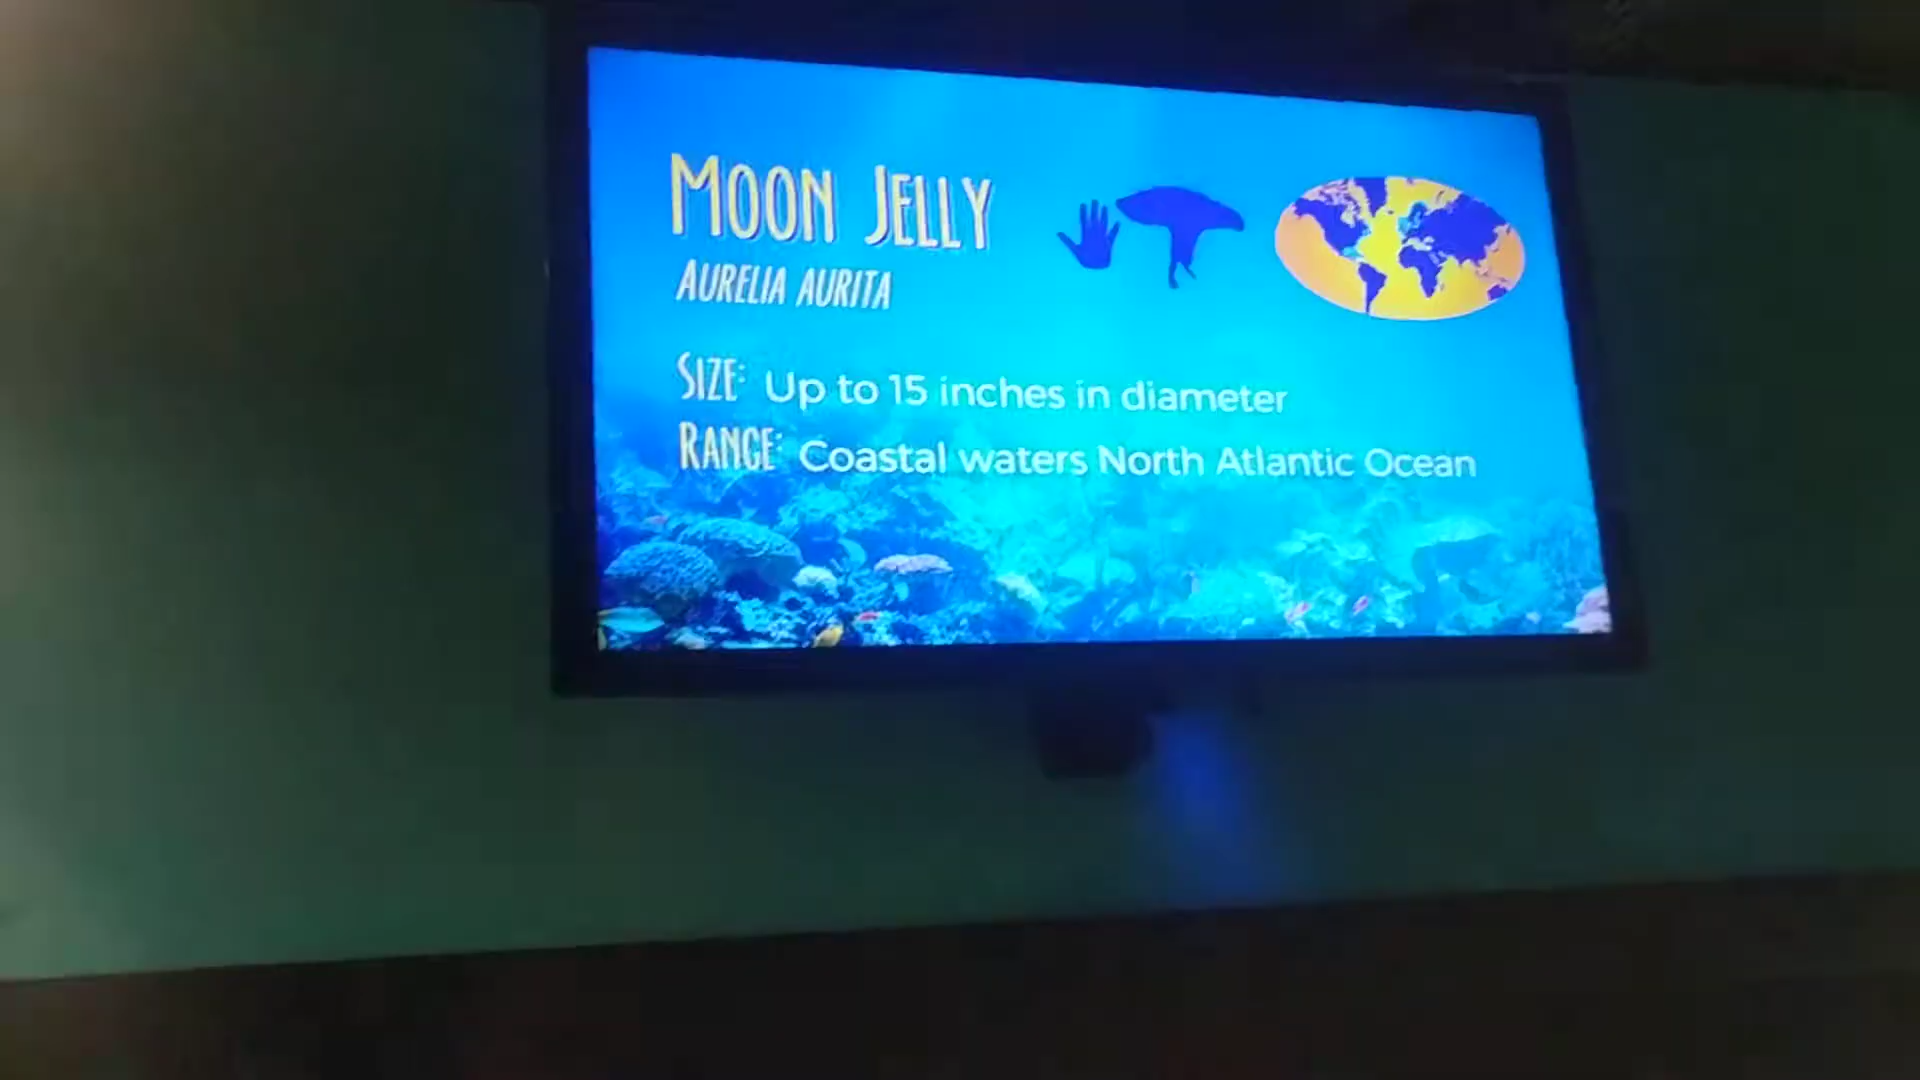 MOON JELLY
AURELIA AURITA
SIZE: Up to 15 inches in diameter
RANGE: Coastal waters North Atlantic Ocean